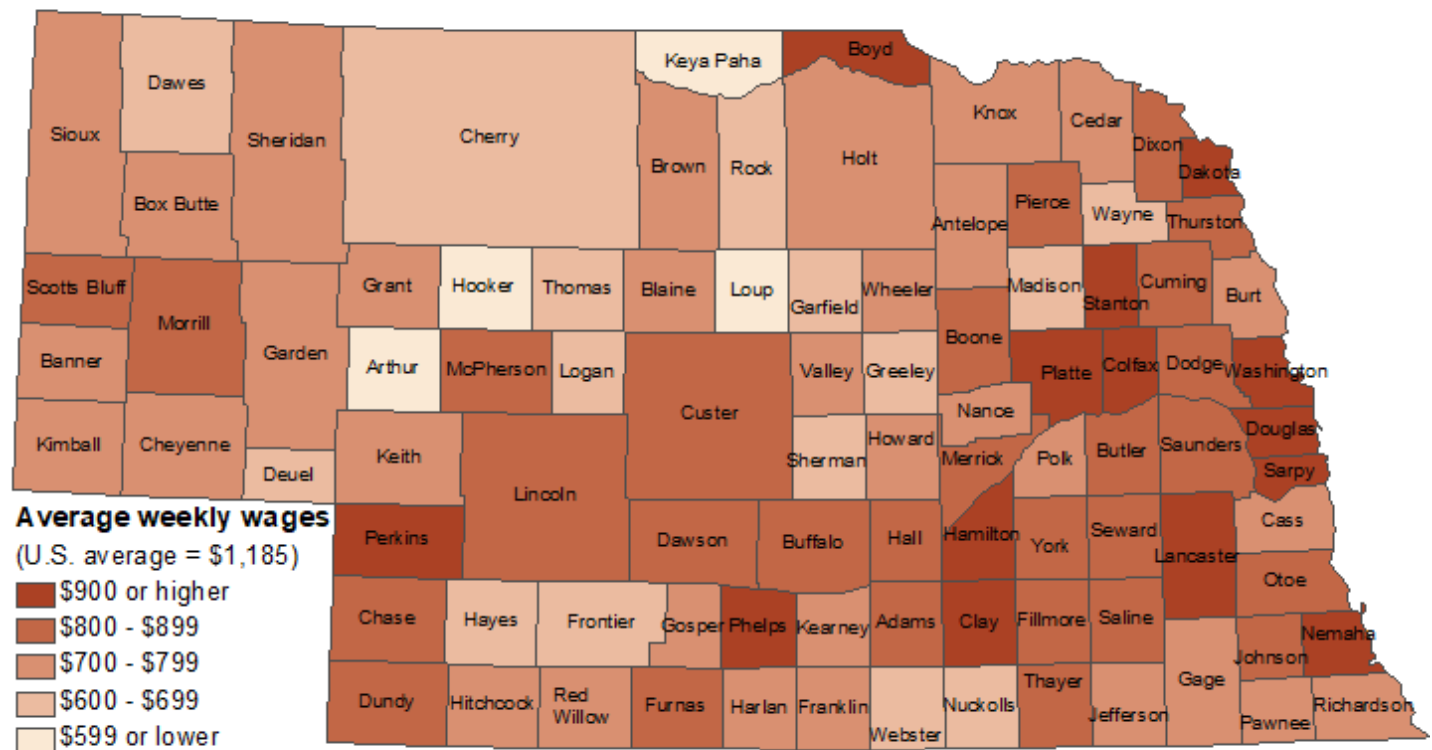 Keya Paha
Boyd
Dawes
Knox
Cedar
Sioux
Sheridan
Cherry
Brown
Rock
Holt
Dixon
Dakota
Box Butte
Pierce
Wayne
Antelope
Thurston
Scotts Bluff
Grant
Hooker
Thomas
Blaine
Loup
Garfield
Wheeler
Madison
Stanton
Cuming
Burt
Morrill
Boone
Banner
Garden
Arthur
McPherson
Logan
Valley
Greeley
Platte
Colfax
Dodge
Washington
Custer
Nance
Kimball
Cheyenne
Keith
Howard
Douglas
Sherman
Merrick
Polk
Butler
Saunders
Deuel
Sarpy
Lincoln
Average weekly wages
Cass
(U.S. average = $1,185)
Perkins
Dawson
Buffalo
Hall
Hamilton
York
Seward
Lancaster
Otoe
$900 or higher
Chase
Hayes
Frontier
Gosper
Phelps
Kearney
Adams
Clay
Fillmore
Saline
$800 - $899
Nemaha
Johnson
$700 - $799
Gage
Dundy
Hitchcock
Red
Willow
Furnas
Harlan
Franklin
Nuckolls
Thayer
Jefferson
Richardson
$600 - $699
Webster
Pawnee
$599 or lower